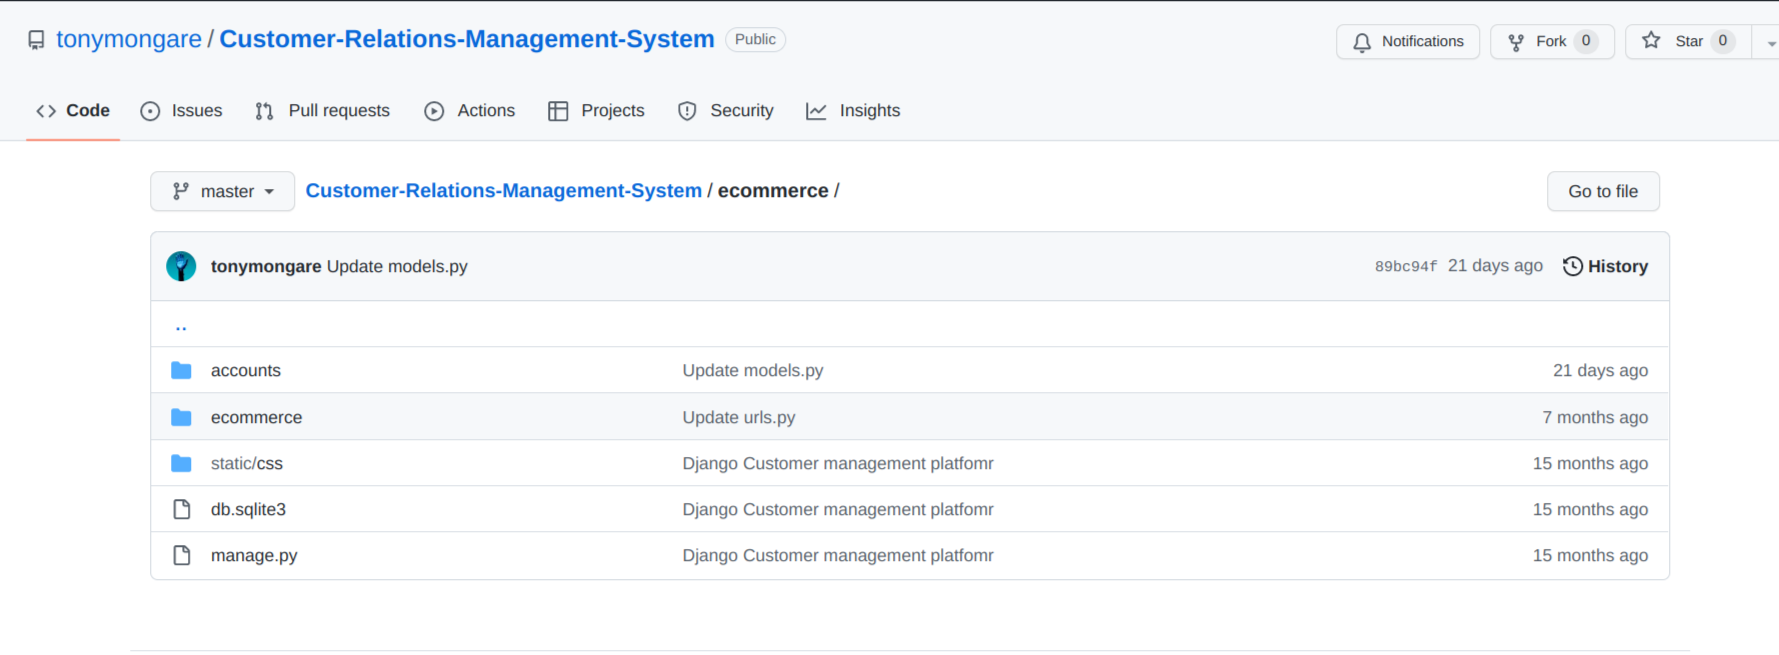 tonymongare / Customer-Relations-Management-System Public Notifications Fork 0 Star 0
Code Issues Pull requests Actions Projects Security Insights
master Customer-Relations-Management-System / ecommerce / Go to file
tonymongare Update models.py 89bc94f 21 days ago History
..
accounts Update models.py 21 days ago
ecommerce Update urls.py 7 months ago
static/css Django Customer management platfomr 15 months ago
db.sqlite3 Django Customer management platfomr 15 months ago
manage.py Django Customer management platfomr 15 months ago